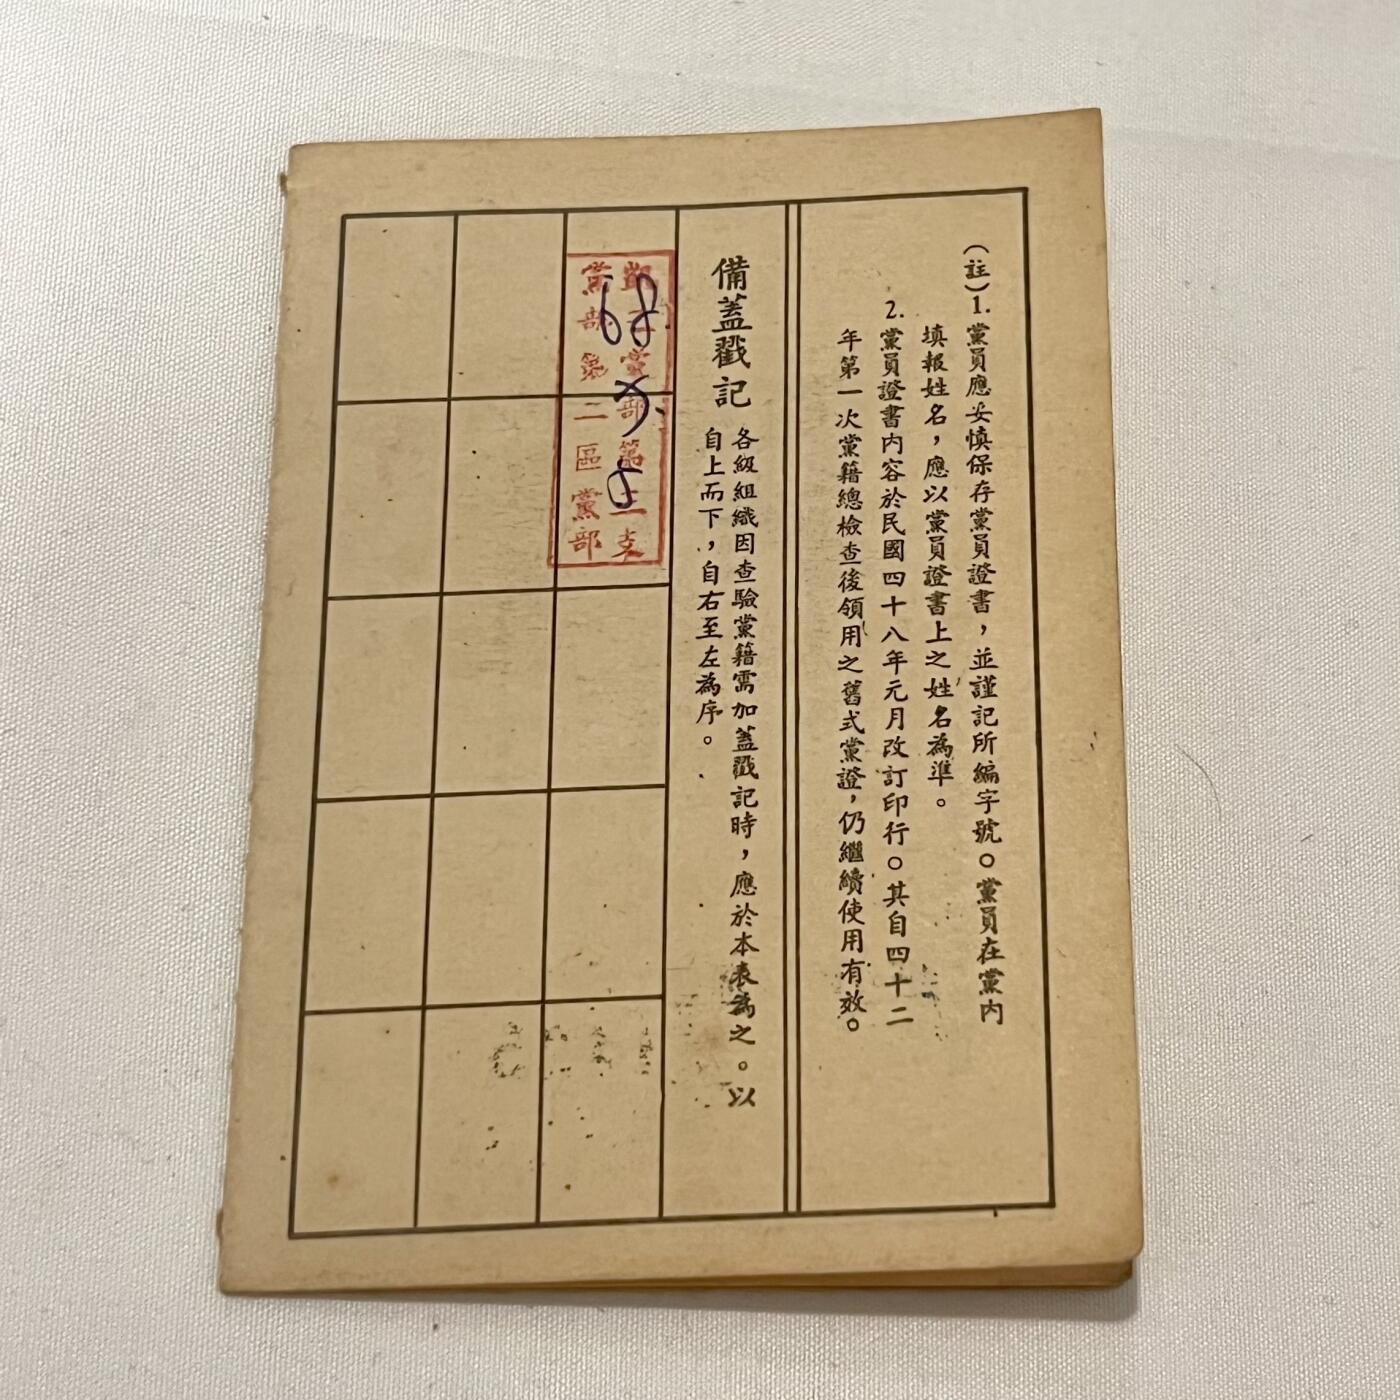 （註）1.黨員應妥慎保存黨員證書，並謹記所編字號。黨員在黨內
填報姓名，應以黨員證書上之姓名為準。
2.黨員證書內容於民國四十八年元月改訂印行。其自四十二
年第一次黨籍總檢查後領用之舊式黨證，仍繼續使用有效。
備蓋戳記
各級組織因查驗黨籍需加蓋戳記時，應於本表為之。以
自上而下，自右至左為序。
黨部第
黨部第二區黨部
68